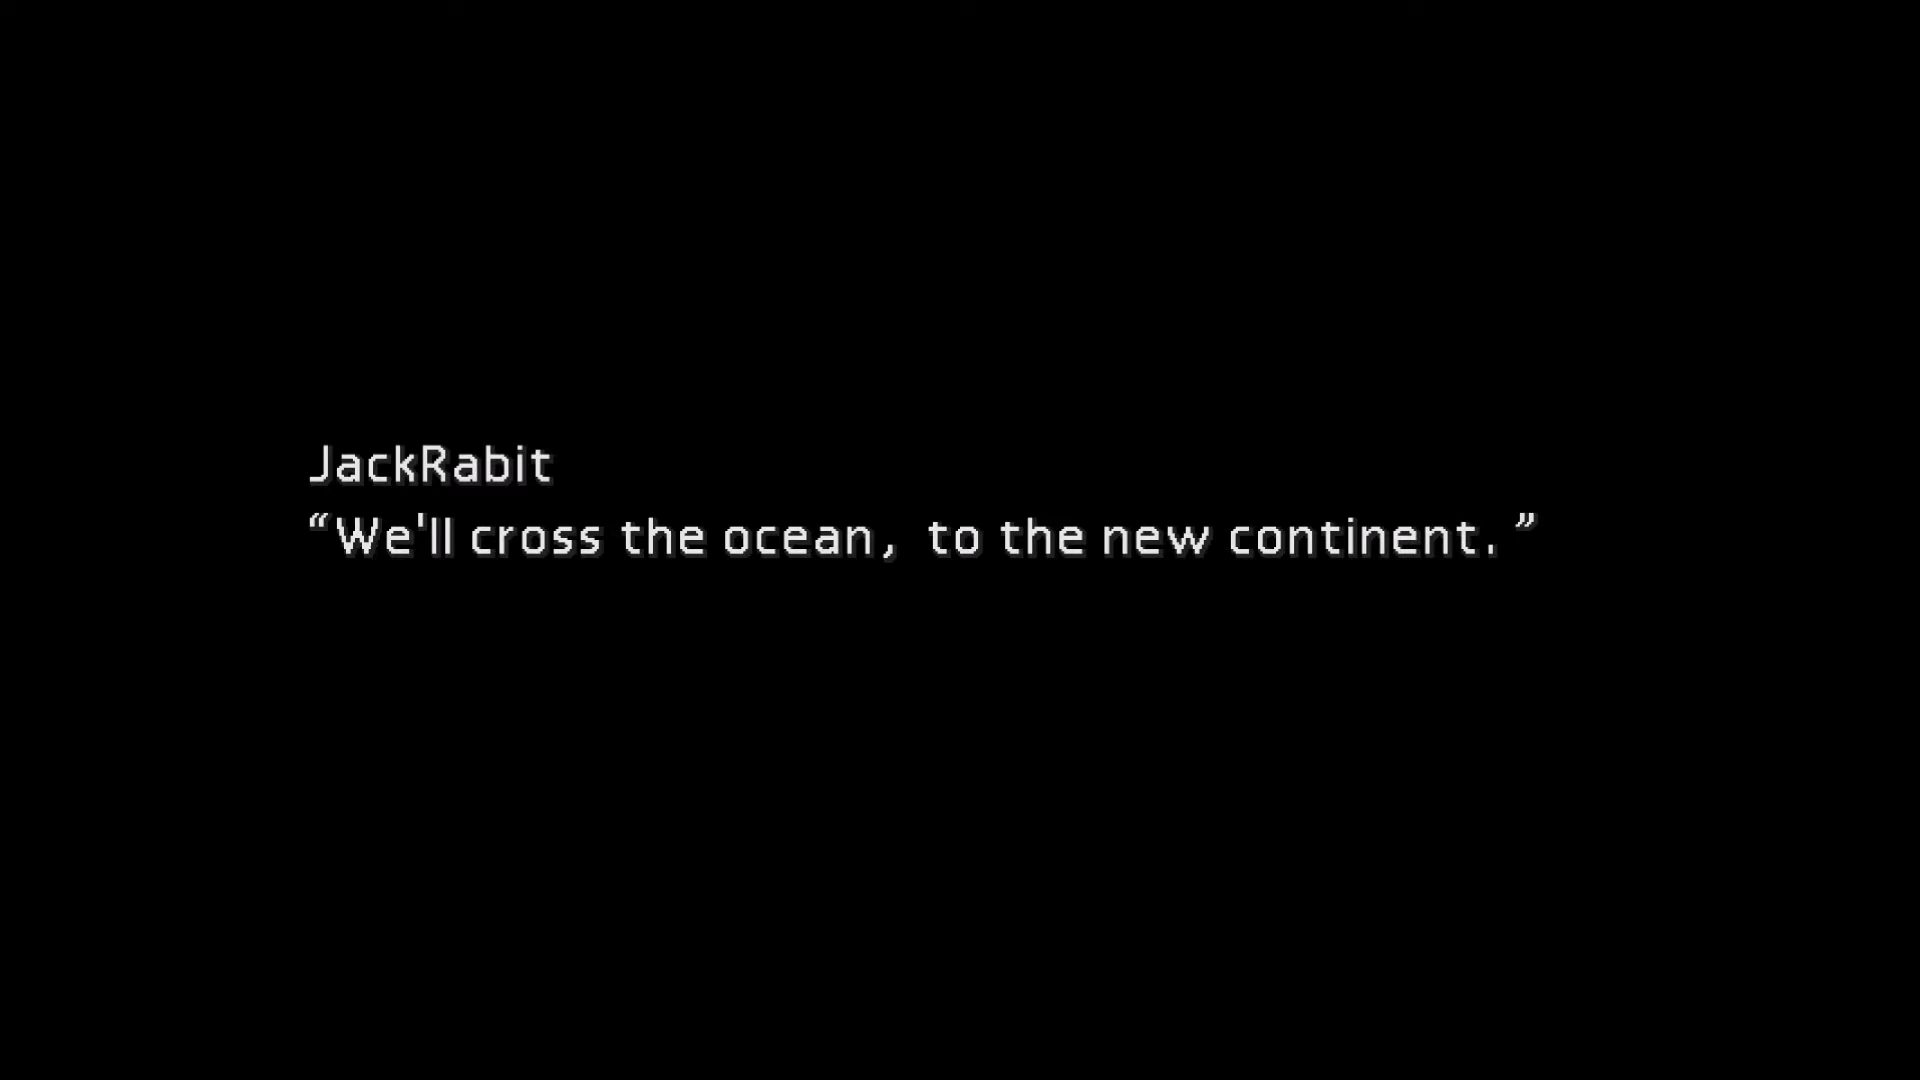 JackRabit
“We'll cross the ocean, to the new continent. ”